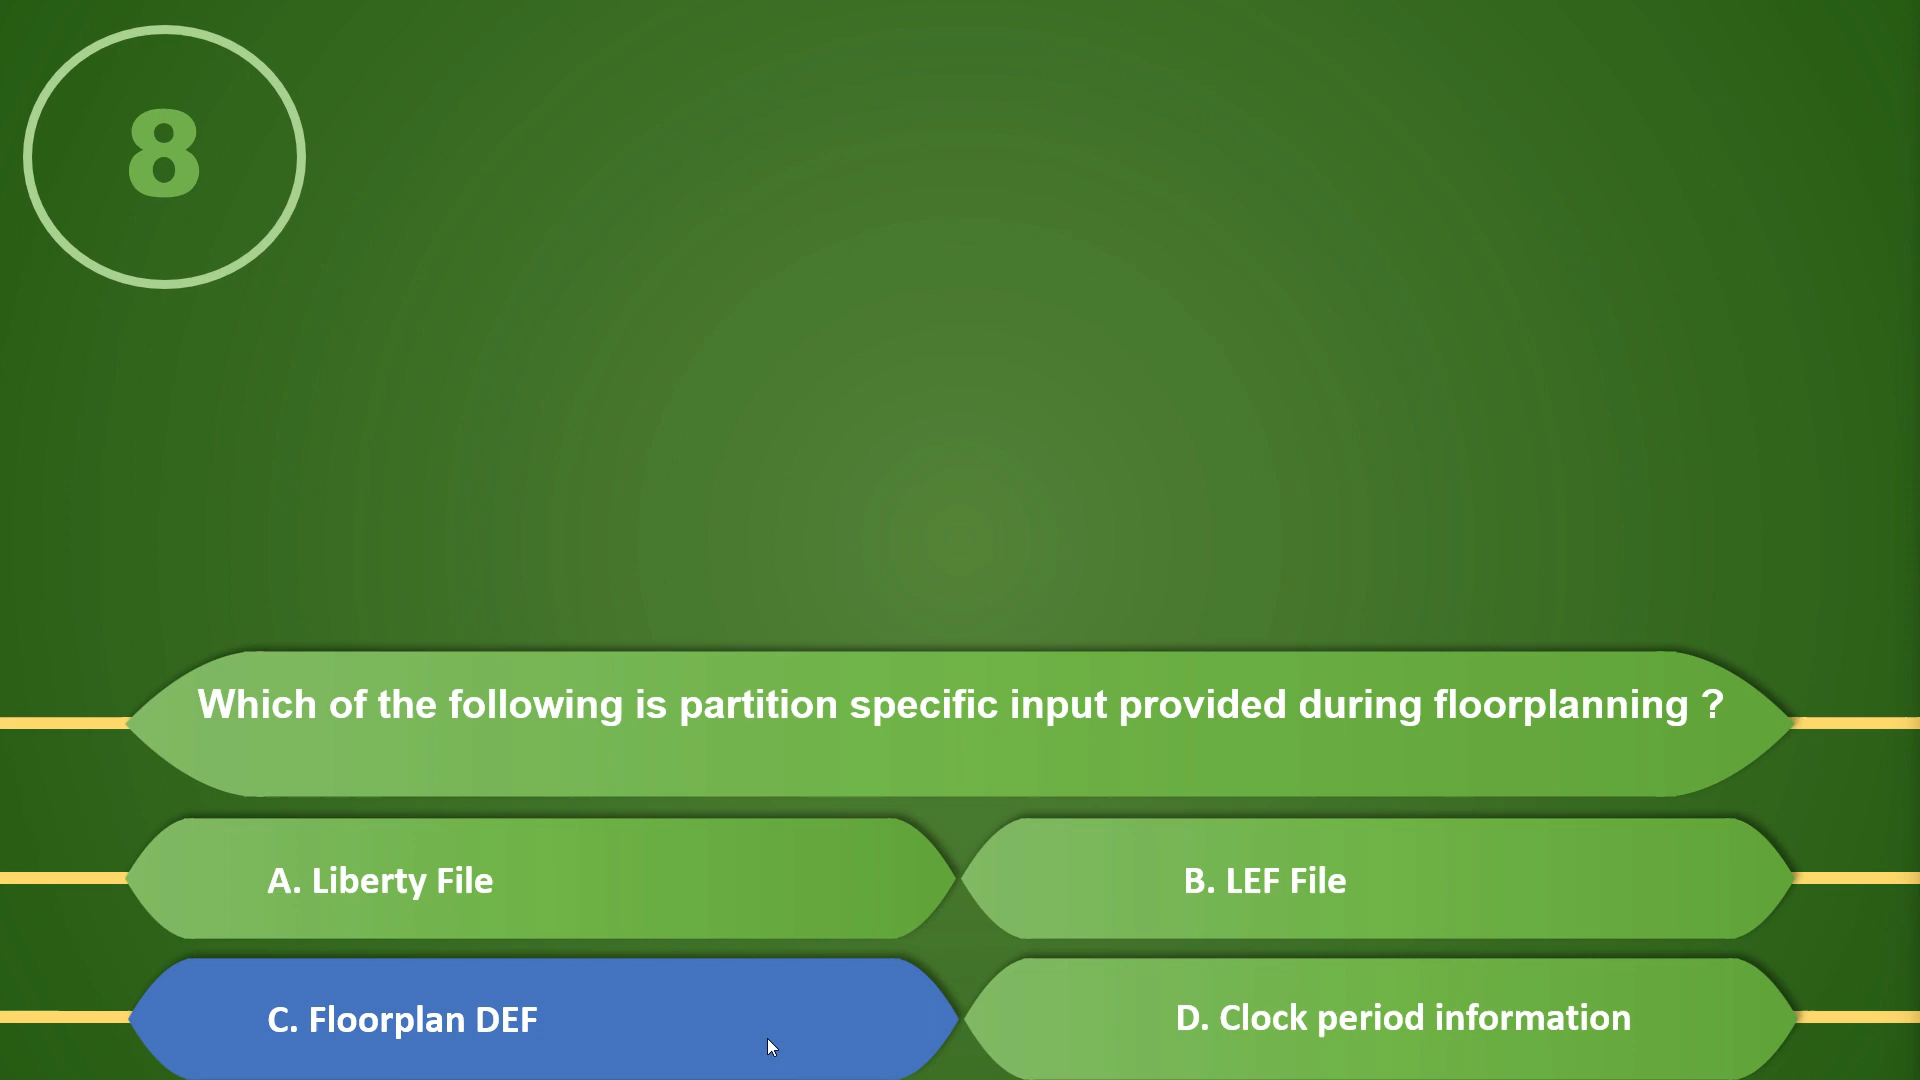 8
Which of the following is partition specific input provided during floorplanning ?
A. Liberty File
B. LEF File
C. Floorplan DEF
D. Clock period information